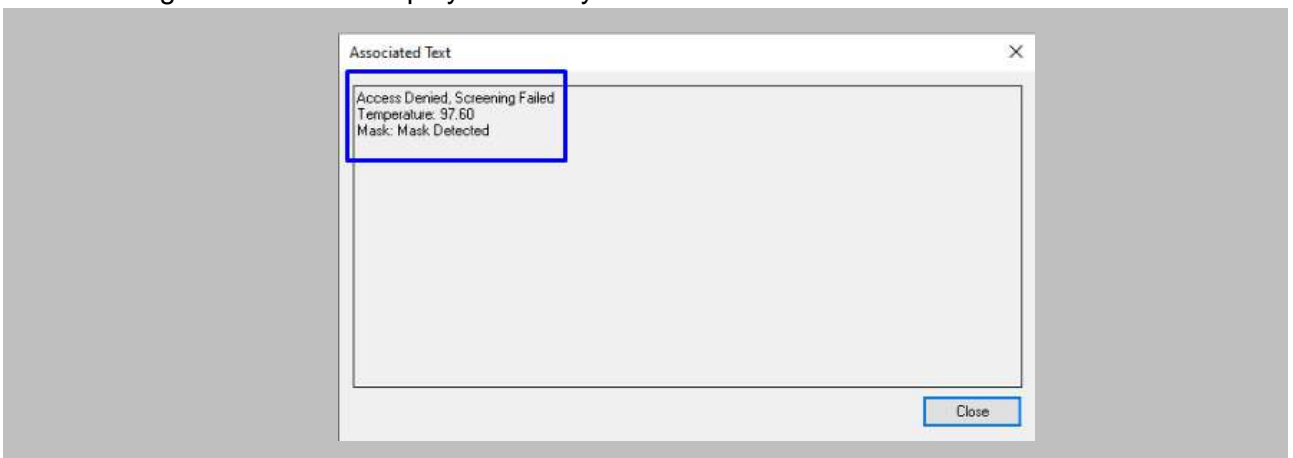 Associated Text
Access Denied, Screening Failed
Temperature: 97.60
Mask: Mask Detected
Close